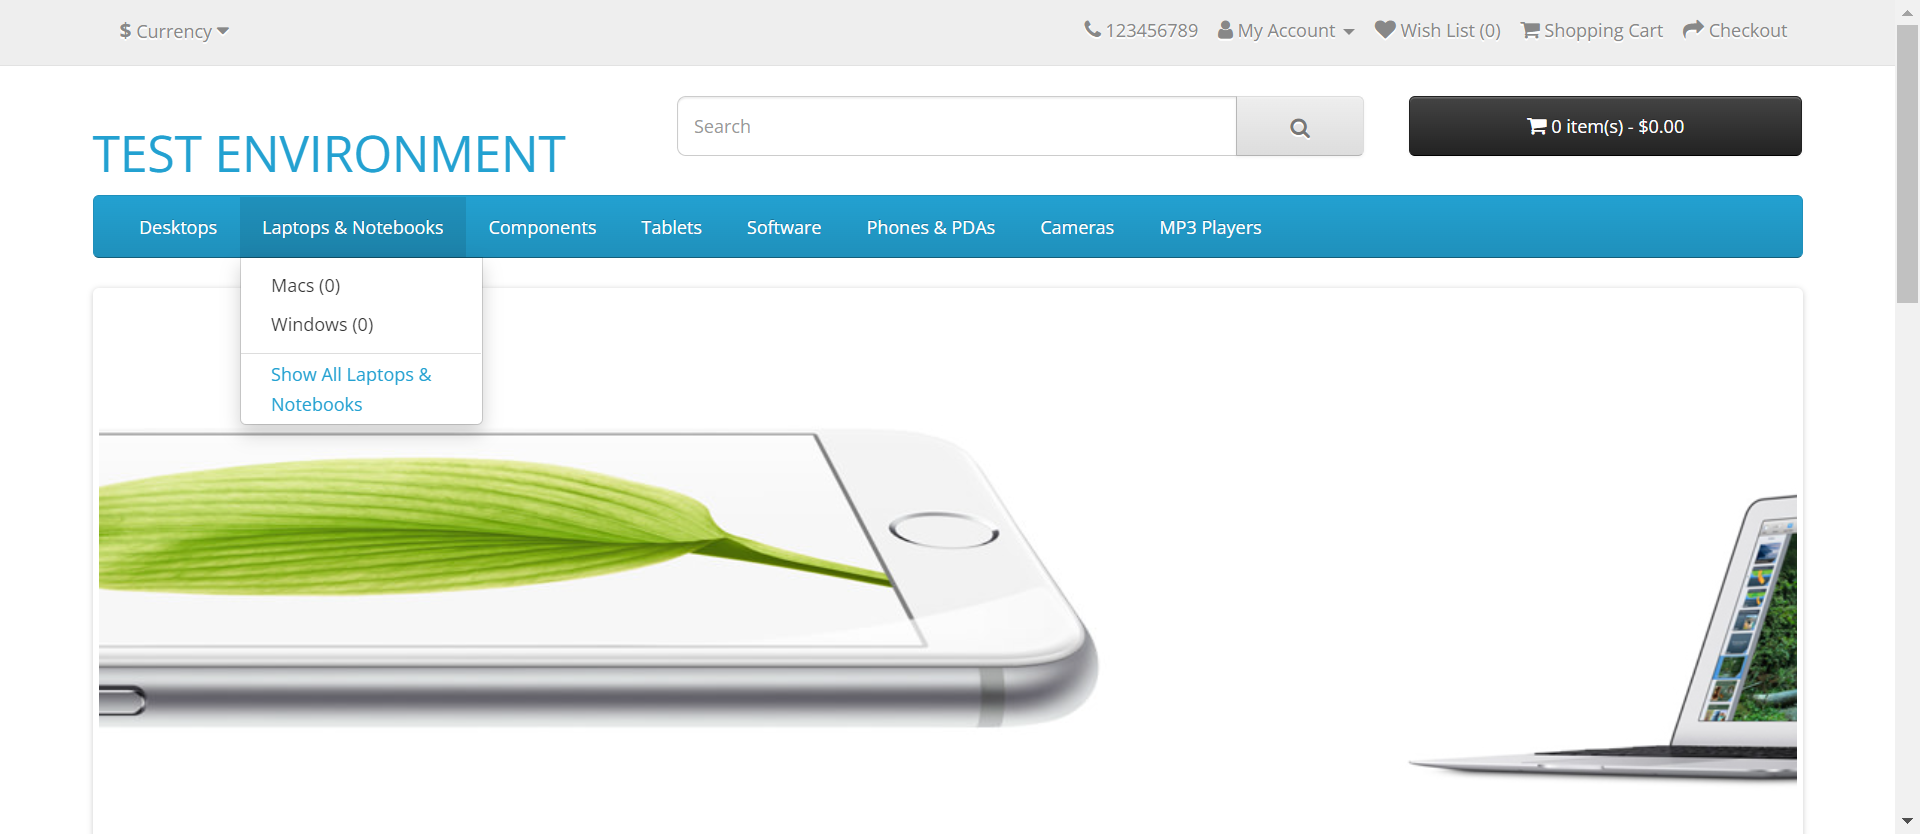 $ Currency
123456789 My Account Wish List (0) Shopping Cart Checkout
TEST ENVIRONMENT
Search
0 item(s) - $0.00
Desktops Laptops & Notebooks Components Tablets Software Phones & PDAs Cameras MP3 Players
Macs (0)
Windows (0)
Show All Laptops &
Notebooks